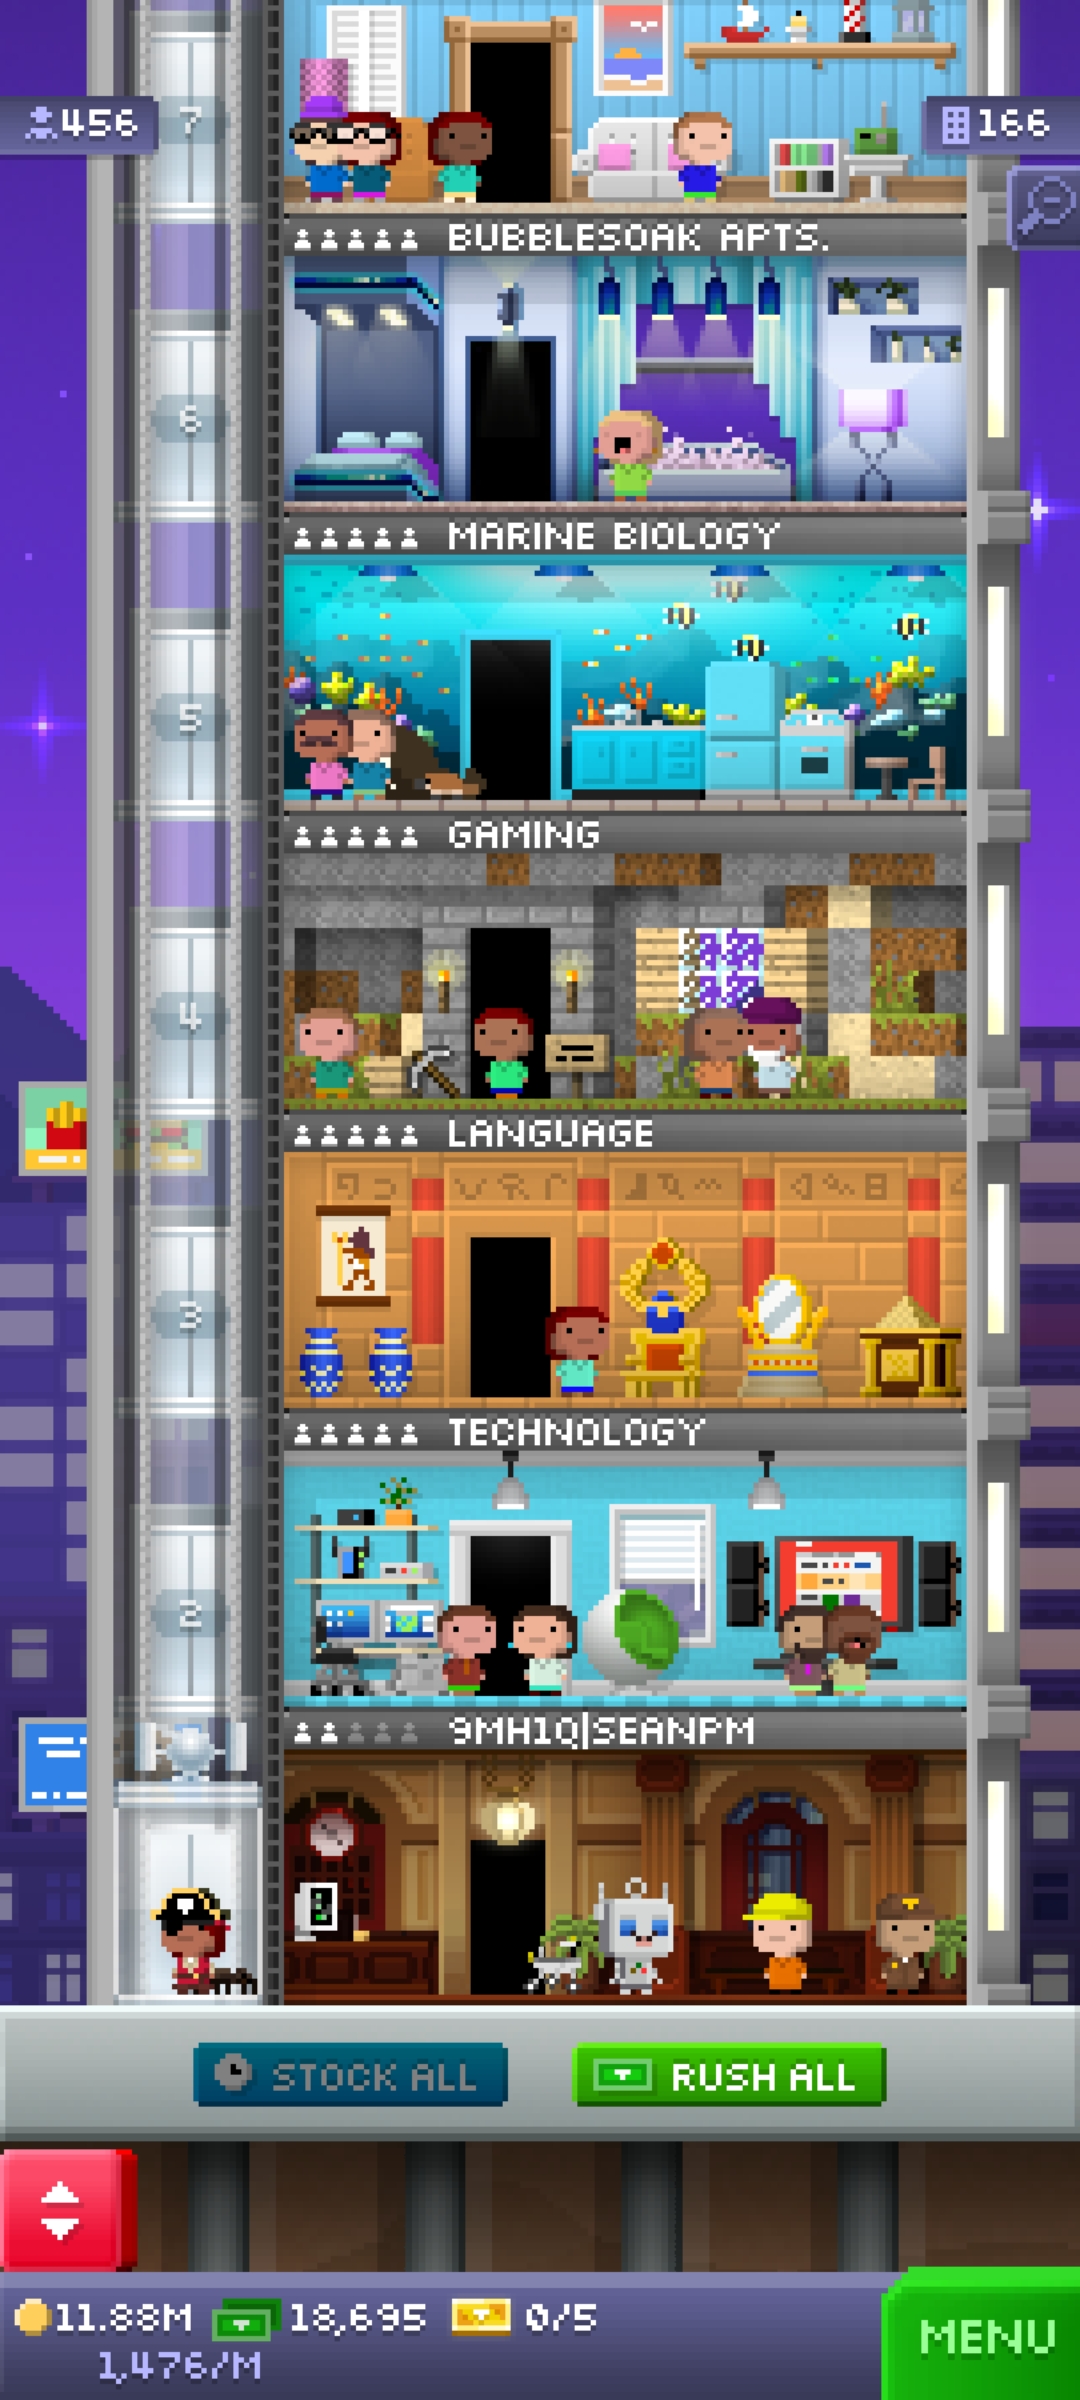 7
456
166
BUBBLESOAK APTS.
6
MARINE BIOLOGY
5
GAMING
4
LANGUAGE
3
TECHNOLOGY
2
9MH1Q|SEANPM
STOCK ALL
RUSH ALL
11.88M
18,695
0/5
1,476/M
MENU